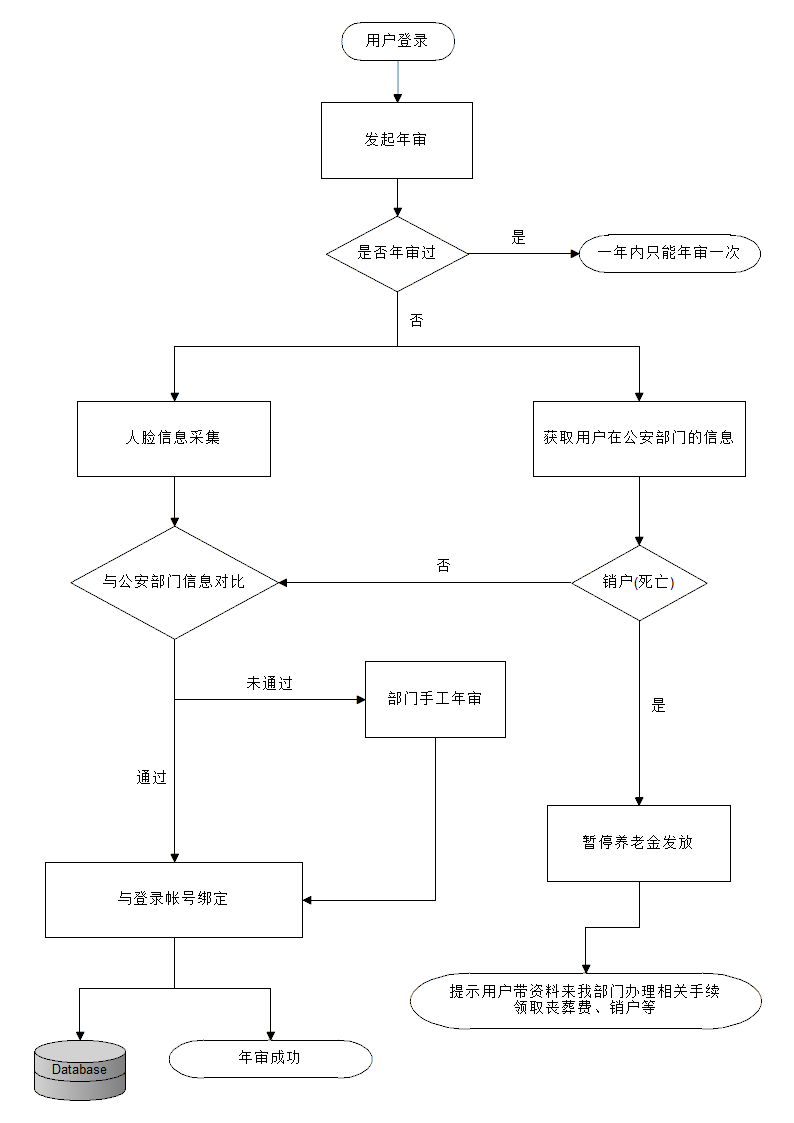 用户登录
发起年审
是否年审过
是
一年内只能年审一次
否
人脸信息采集
获取用户在公安部门的信息
与公安部门信息对比
否
销户(死亡)
未通过
部门手工年审
是
通过
暂停养老金发放
与登录帐号绑定
提示用户带资料来我部门办理相关手续
领取丧葬费、销户等
Database
年审成功